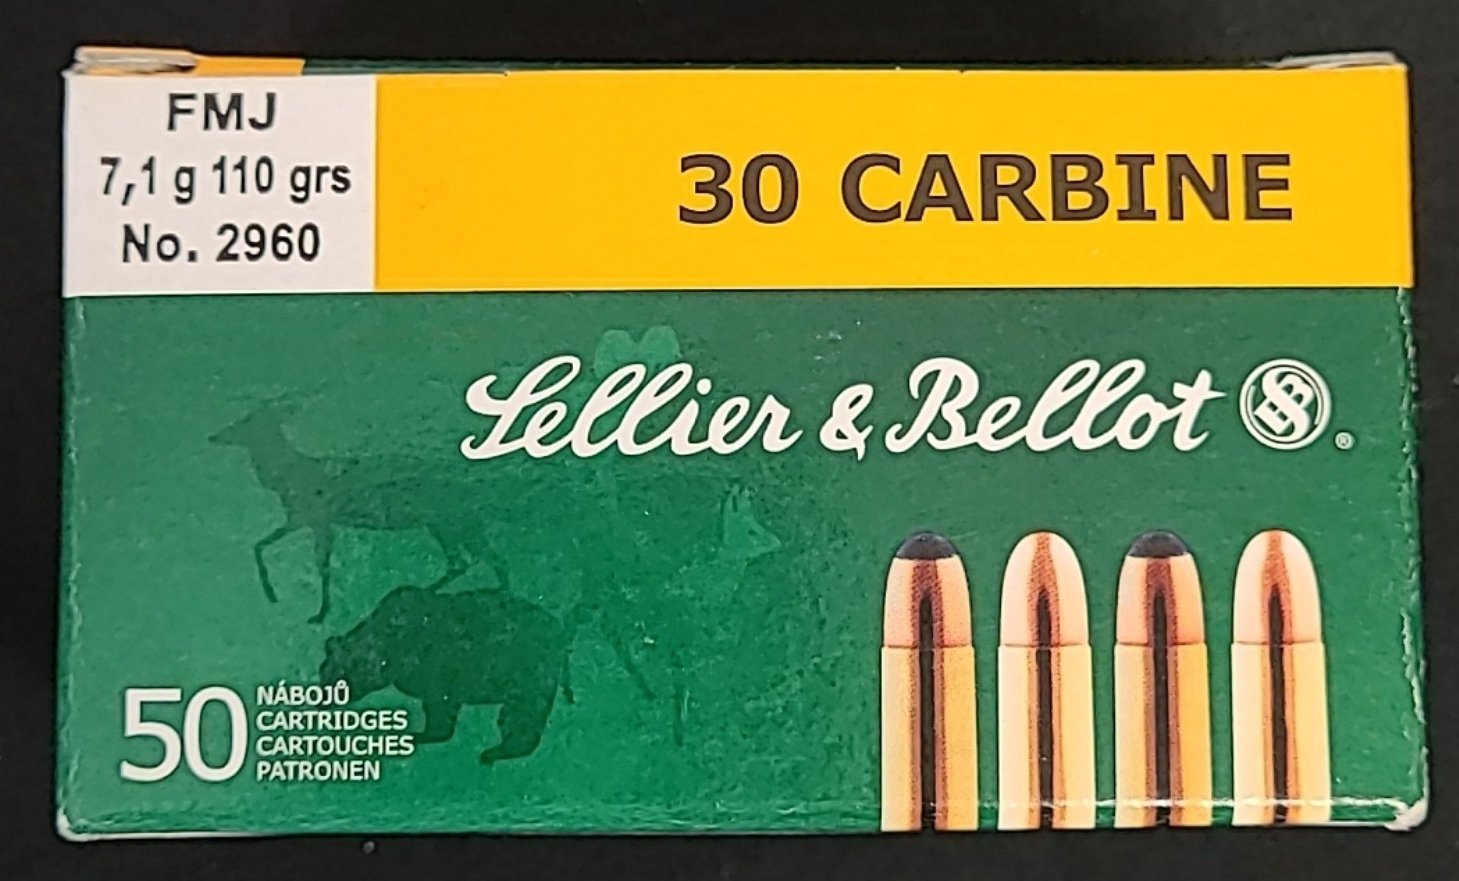 FMJ
7,1 g 110 grs
No. 2960
30 CARBINE
Sellier & Bellot S&B ®
50
NÁBOJŮ
CARTRIDGES
CARTOUCHES
PATRONEN